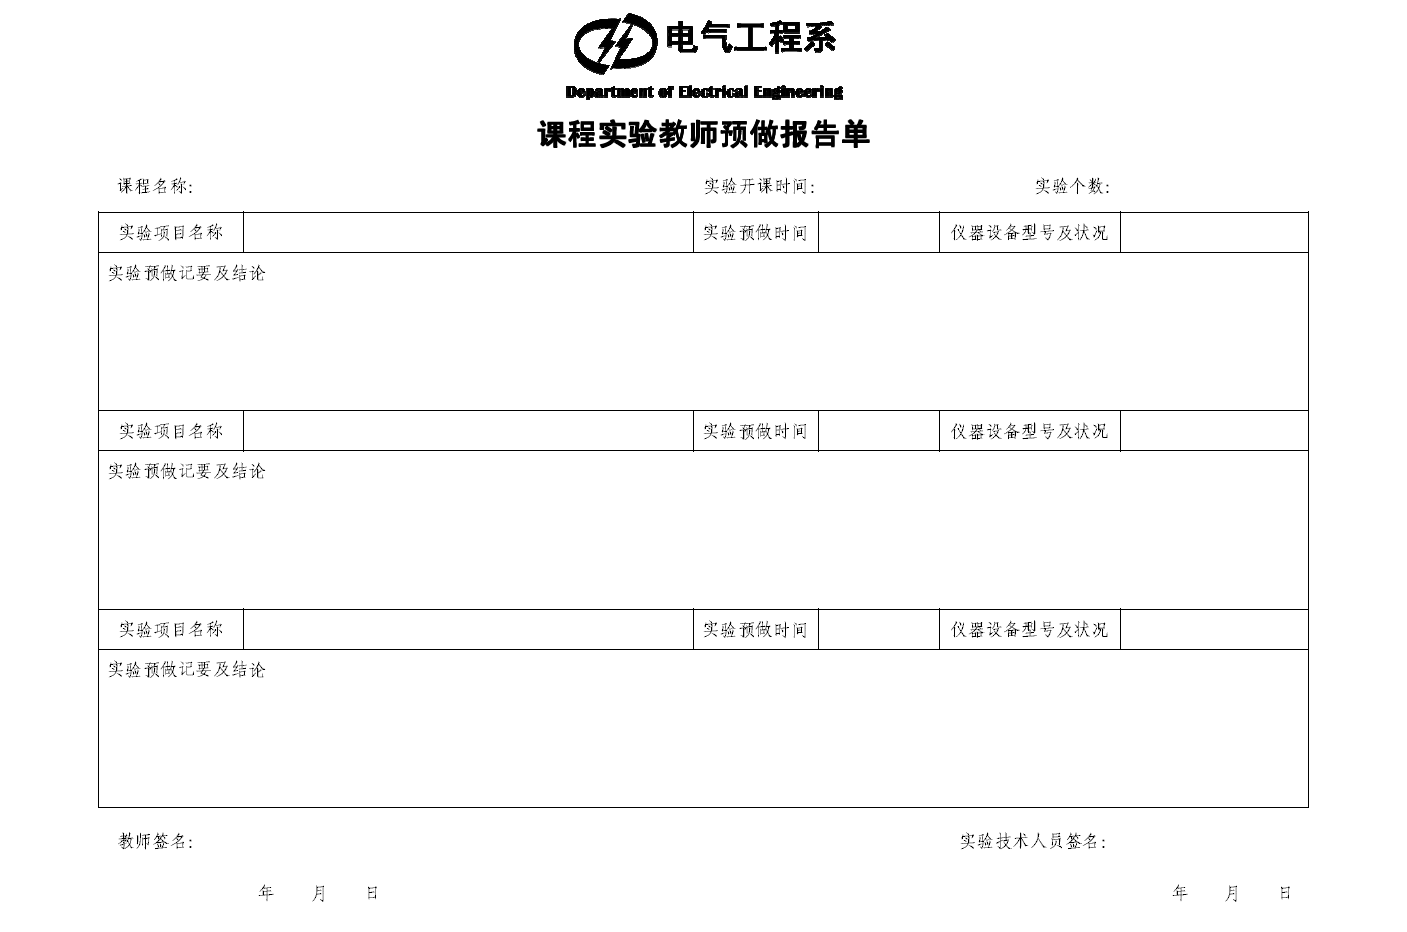 电气工程系
Department of Electrical Engineering
课程实验教师预做报告单
课程名称: 实验开课时间: 实验个数:
实验项目名称 实验预做时间 仪器设备型号及状况
实验预做记要及结论
实验项目名称 实验预做时间 仪器设备型号及状况
实验预做记要及结论
实验项目名称 实验预做时间 仪器设备型号及状况
实验预做记要及结论
教师签名: 实验技术人员签名:
年 月 日 年 月 日